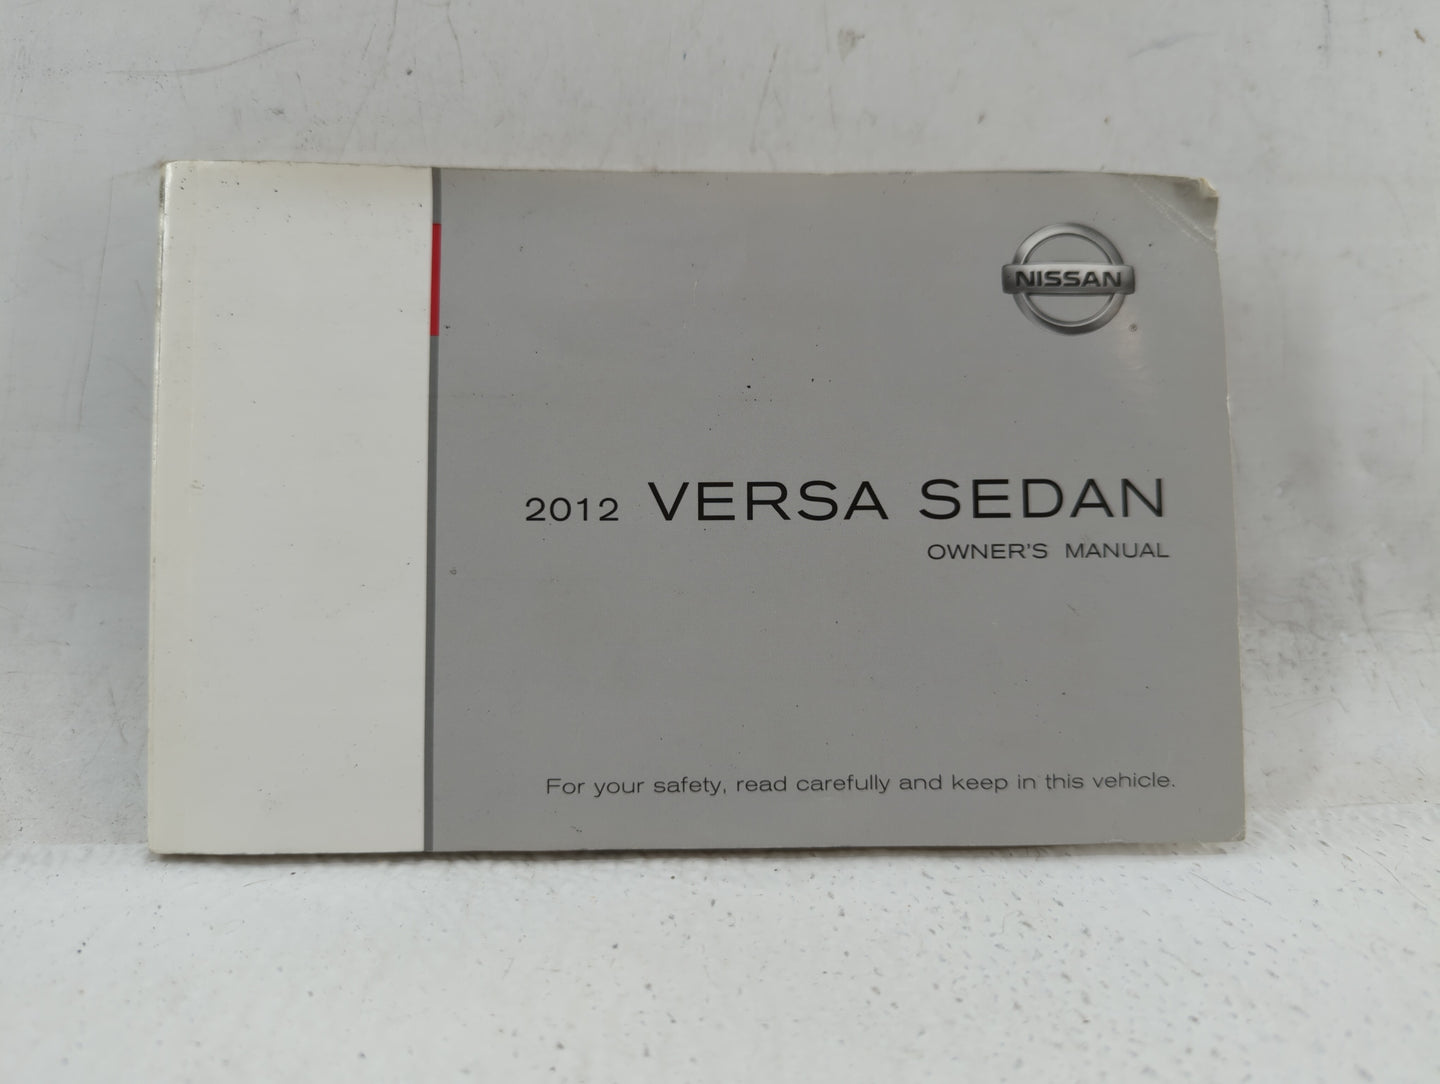 NISSAN
®
2012 VERSA SEDAN
OWNER'S MANUAL
For your safety, read carefully and keep in this vehicle.